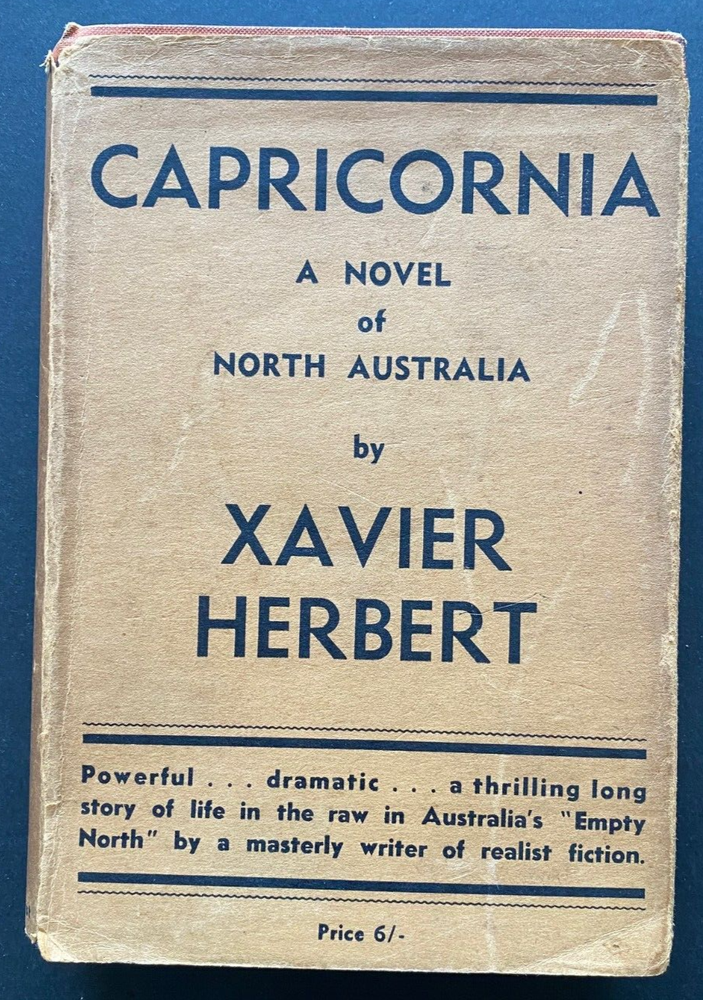 CAPRICORNIA
A NOVEL
of
NORTH AUSTRALIA
by
XAVIER
HERBERT
Powerful . . . dramatic . . . a thrilling long
story of life in the raw in Australia's "Empty
North" by a masterly writer of realist fiction.
Price 6/-